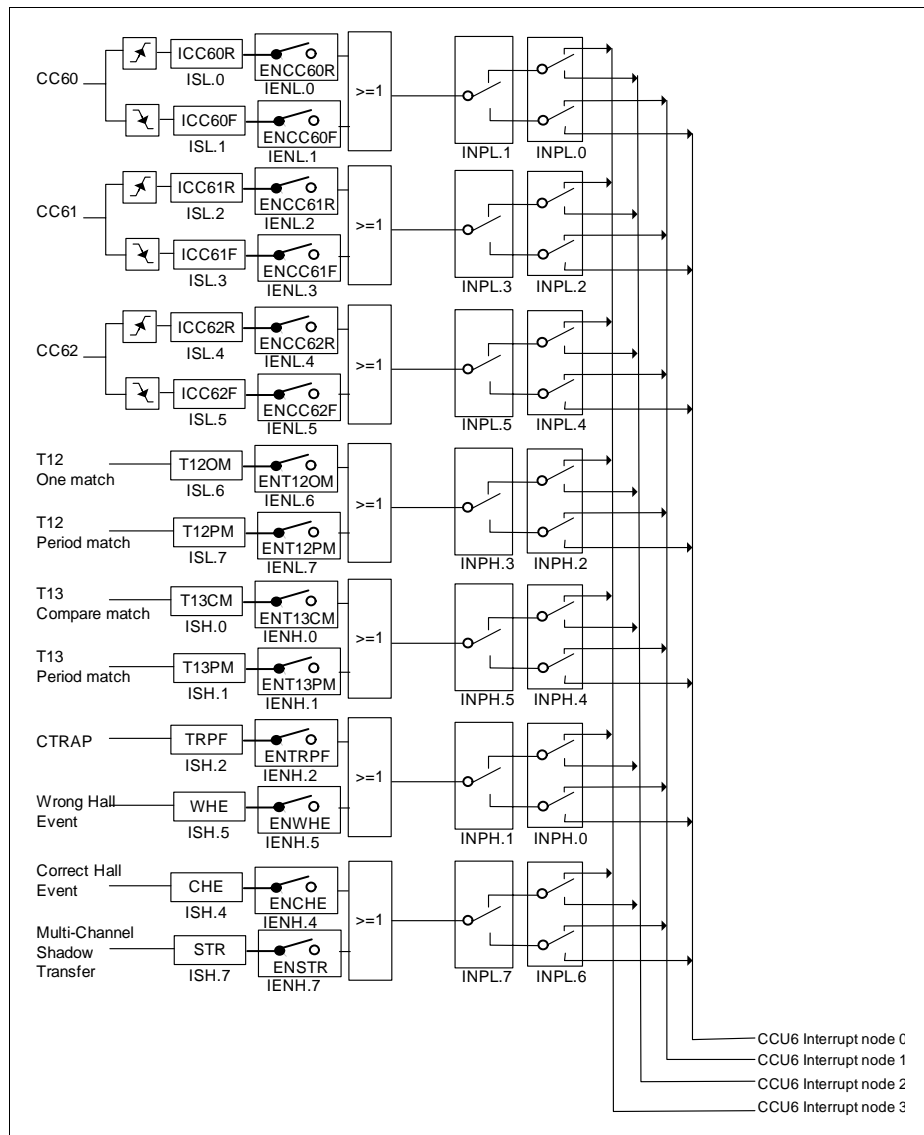 CC60
ICC60R
ISL.0
ENCC60R
IENL.0
ICC60F
ISL.1
ENCC60F
IENL.1
>=1
INPL.1
INPL.0
CC61
ICC61R
ISL.2
ENCC61R
IENL.2
ICC61F
ISL.3
ENCC61F
IENL.3
>=1
INPL.3
INPL.2
CC62
ICC62R
ISL.4
ENCC62R
IENL.4
ICC62F
ISL.5
ENCC62F
IENL.5
>=1
INPL.5
INPL.4
T12
One match
T12OM
ISL.6
ENT12OM
IENL.6
T12
Period match
T12PM
ISL.7
ENT12PM
IENL.7
>=1
INPH.3
INPH.2
T13
Compare match
T13CM
ISH.0
ENT13CM
IENH.0
T13
Period match
T13PM
ISH.1
ENT13PM
IENH.1
>=1
INPH.5
INPH.4
CTRAP
TRPF
ISH.2
ENTRPF
IENH.2
Wrong Hall
Event
WHE
ISH.5
ENWHE
IENH.5
>=1
INPH.1
INPH.0
Correct Hall
Event
CHE
ISH.4
ENCHE
IENH.4
Multi-Channel
Shadow
Transfer
STR
ISH.7
ENSTR
IENH.7
>=1
INPL.7
INPL.6
CCU6 Interrupt node 0
CCU6 Interrupt node 1
CCU6 Interrupt node 2
CCU6 Interrupt node 3